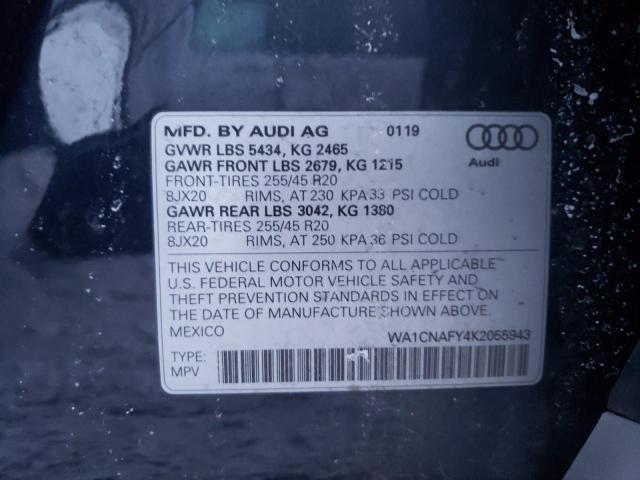 MFD. BY AUDI AG 0119
GVWR LBS 5434, KG 2465
GAWR FRONT LBS 2679, KG 1215
Audi
FRONT-TIRES 255/45 R20
8JX20 RIMS, AT 230 KPA 33 PSI COLD
GAWR REAR LBS 3042, KG 1380
REAR-TIRES 255/45 R20
8JX20 RIMS, AT 250 KPA 36 PSI COLD
THIS VEHICLE CONFORMS TO ALL APPLICABLE
U.S. FEDERAL MOTOR VEHICLE SAFETY AND
THEFT PREVENTION STANDARDS IN EFFECT ON
THE DATE OF MANUFACTURE SHOWN ABOVE.
MEXICO WA1CNAFY4K2055943
TYPE:
MPV